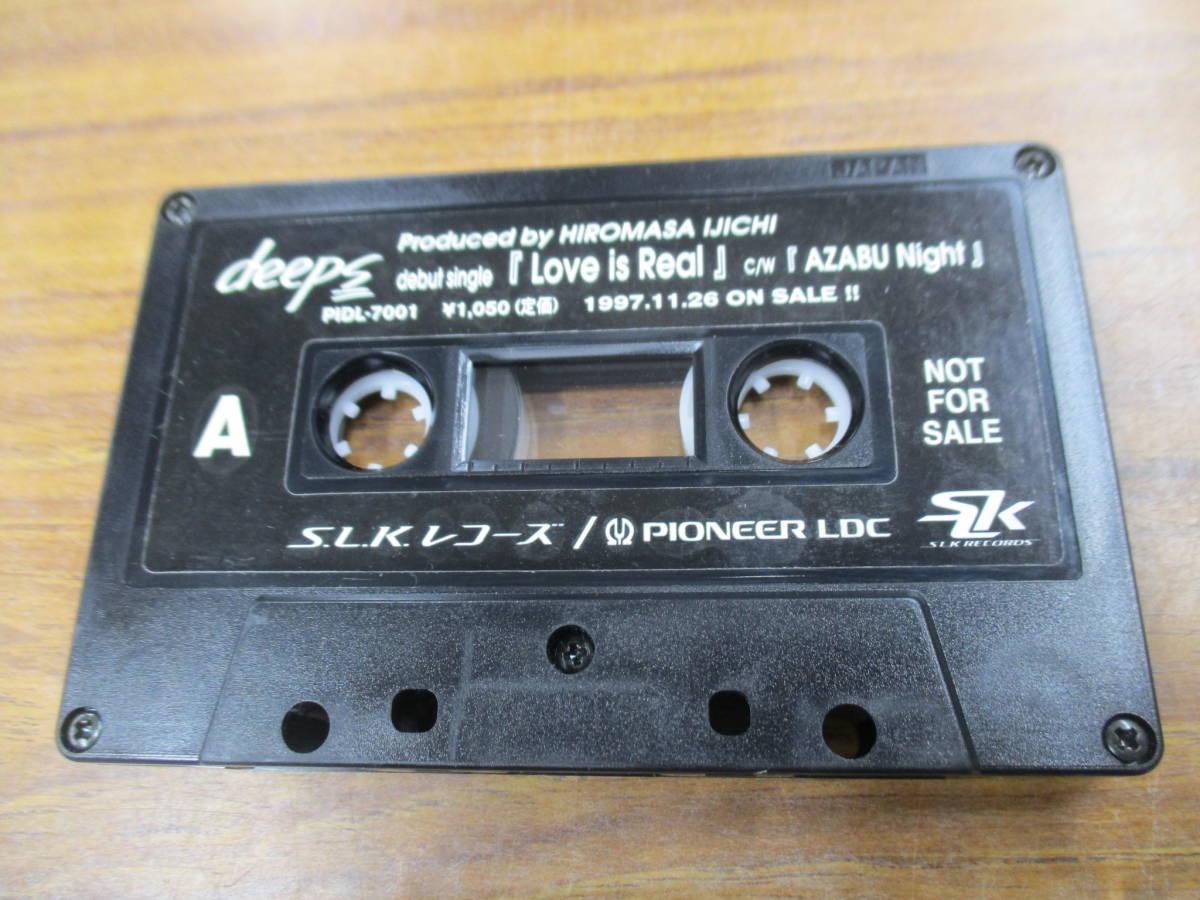 JAPAN
deeps
Produced by HIROMASA IJICHI
debut single 『 Love is Real 』 c/w 『 AZABU Night 』
PIDL-7001 ¥1,050 (定価) 1997.11.26 ON SALE !!
A
NOT
FOR
SALE
S.L.K. レコーズ / PIONEER LDC
SLK
SLK RECORDS